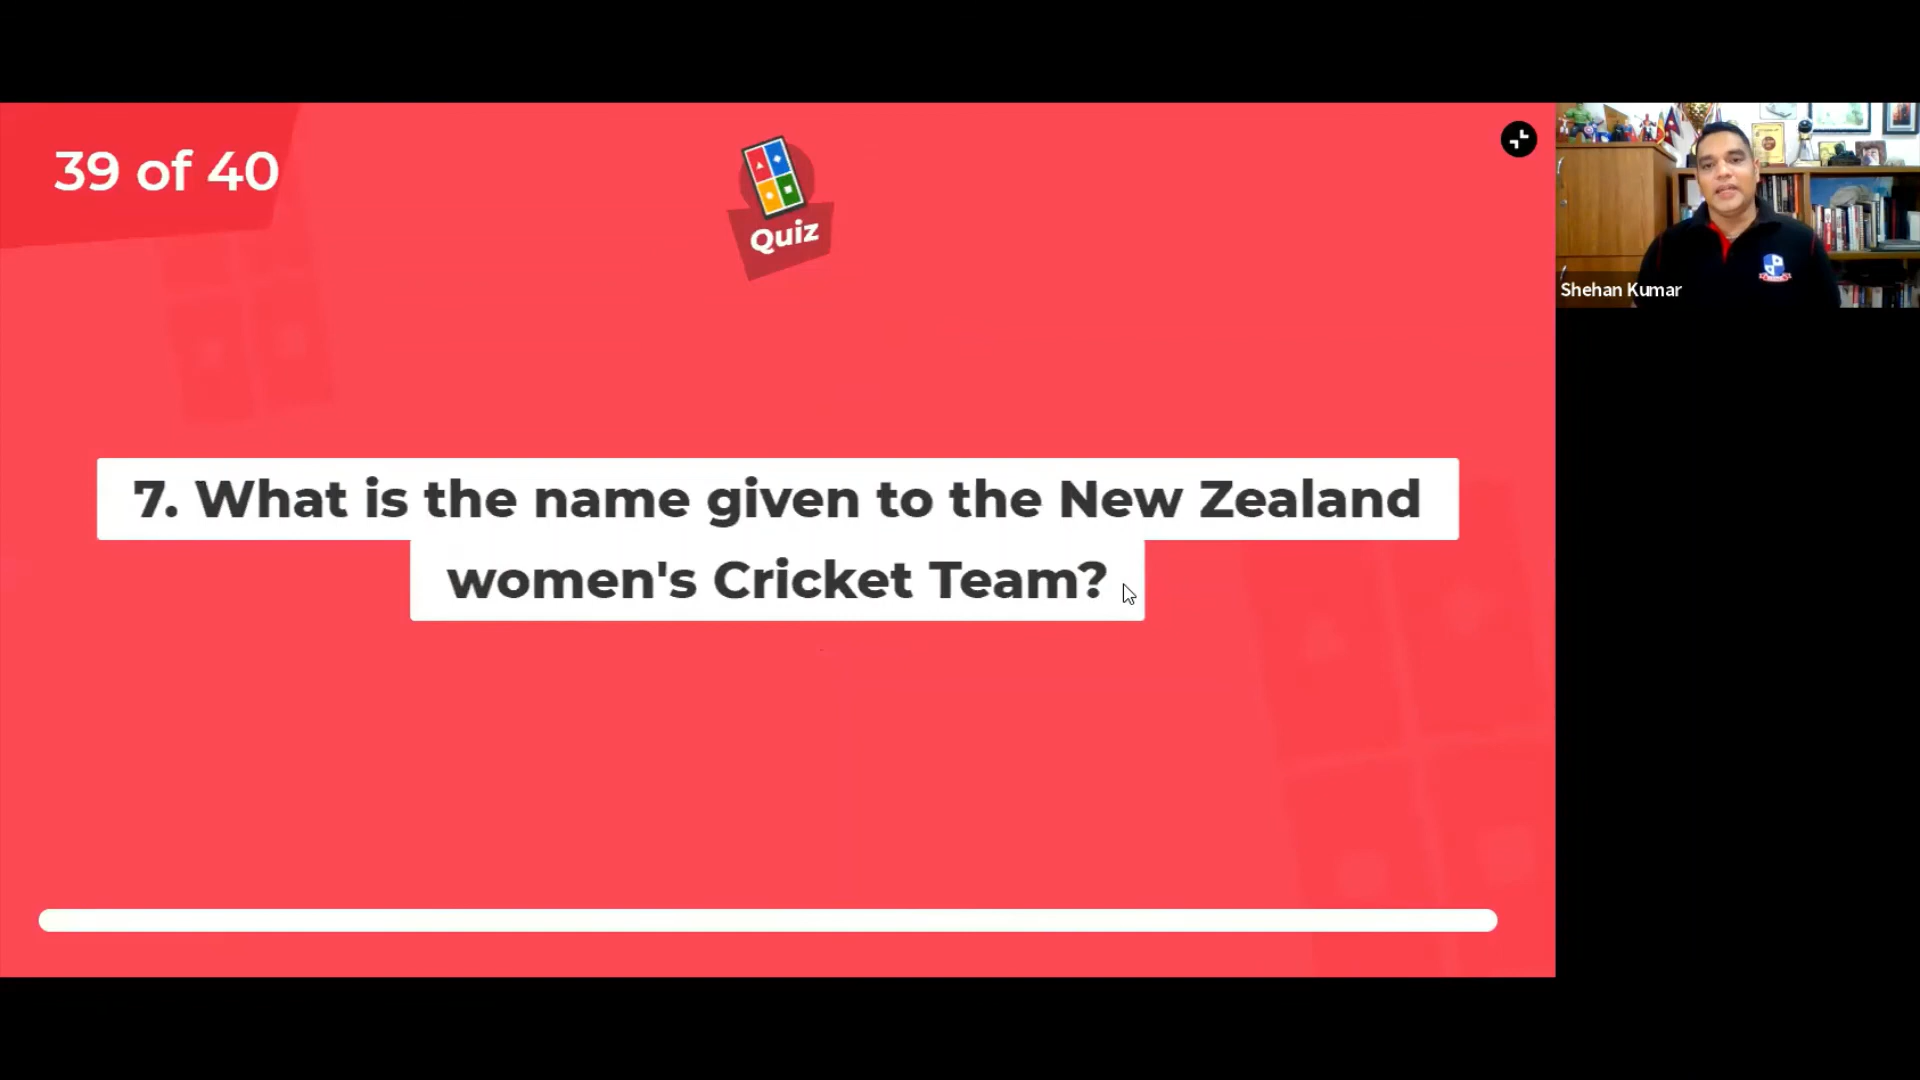 39 of 40
Quiz
7. What is the name given to the New Zealand
women's Cricket Team?
Shehan Kumar